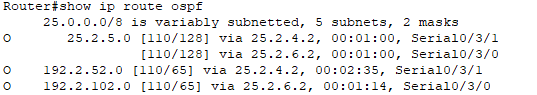 Router#show ip route ospf
     25.0.0.0/8 is variably subnetted, 5 subnets, 2 masks
O       25.2.5.0 [110/128] via 25.2.4.2, 00:01:00, Serial0/3/1
                 [110/128] via 25.2.6.2, 00:01:00, Serial0/3/0
O    192.2.52.0 [110/65] via 25.2.4.2, 00:02:35, Serial0/3/1
O    192.2.102.0 [110/65] via 25.2.6.2, 00:01:14, Serial0/3/0